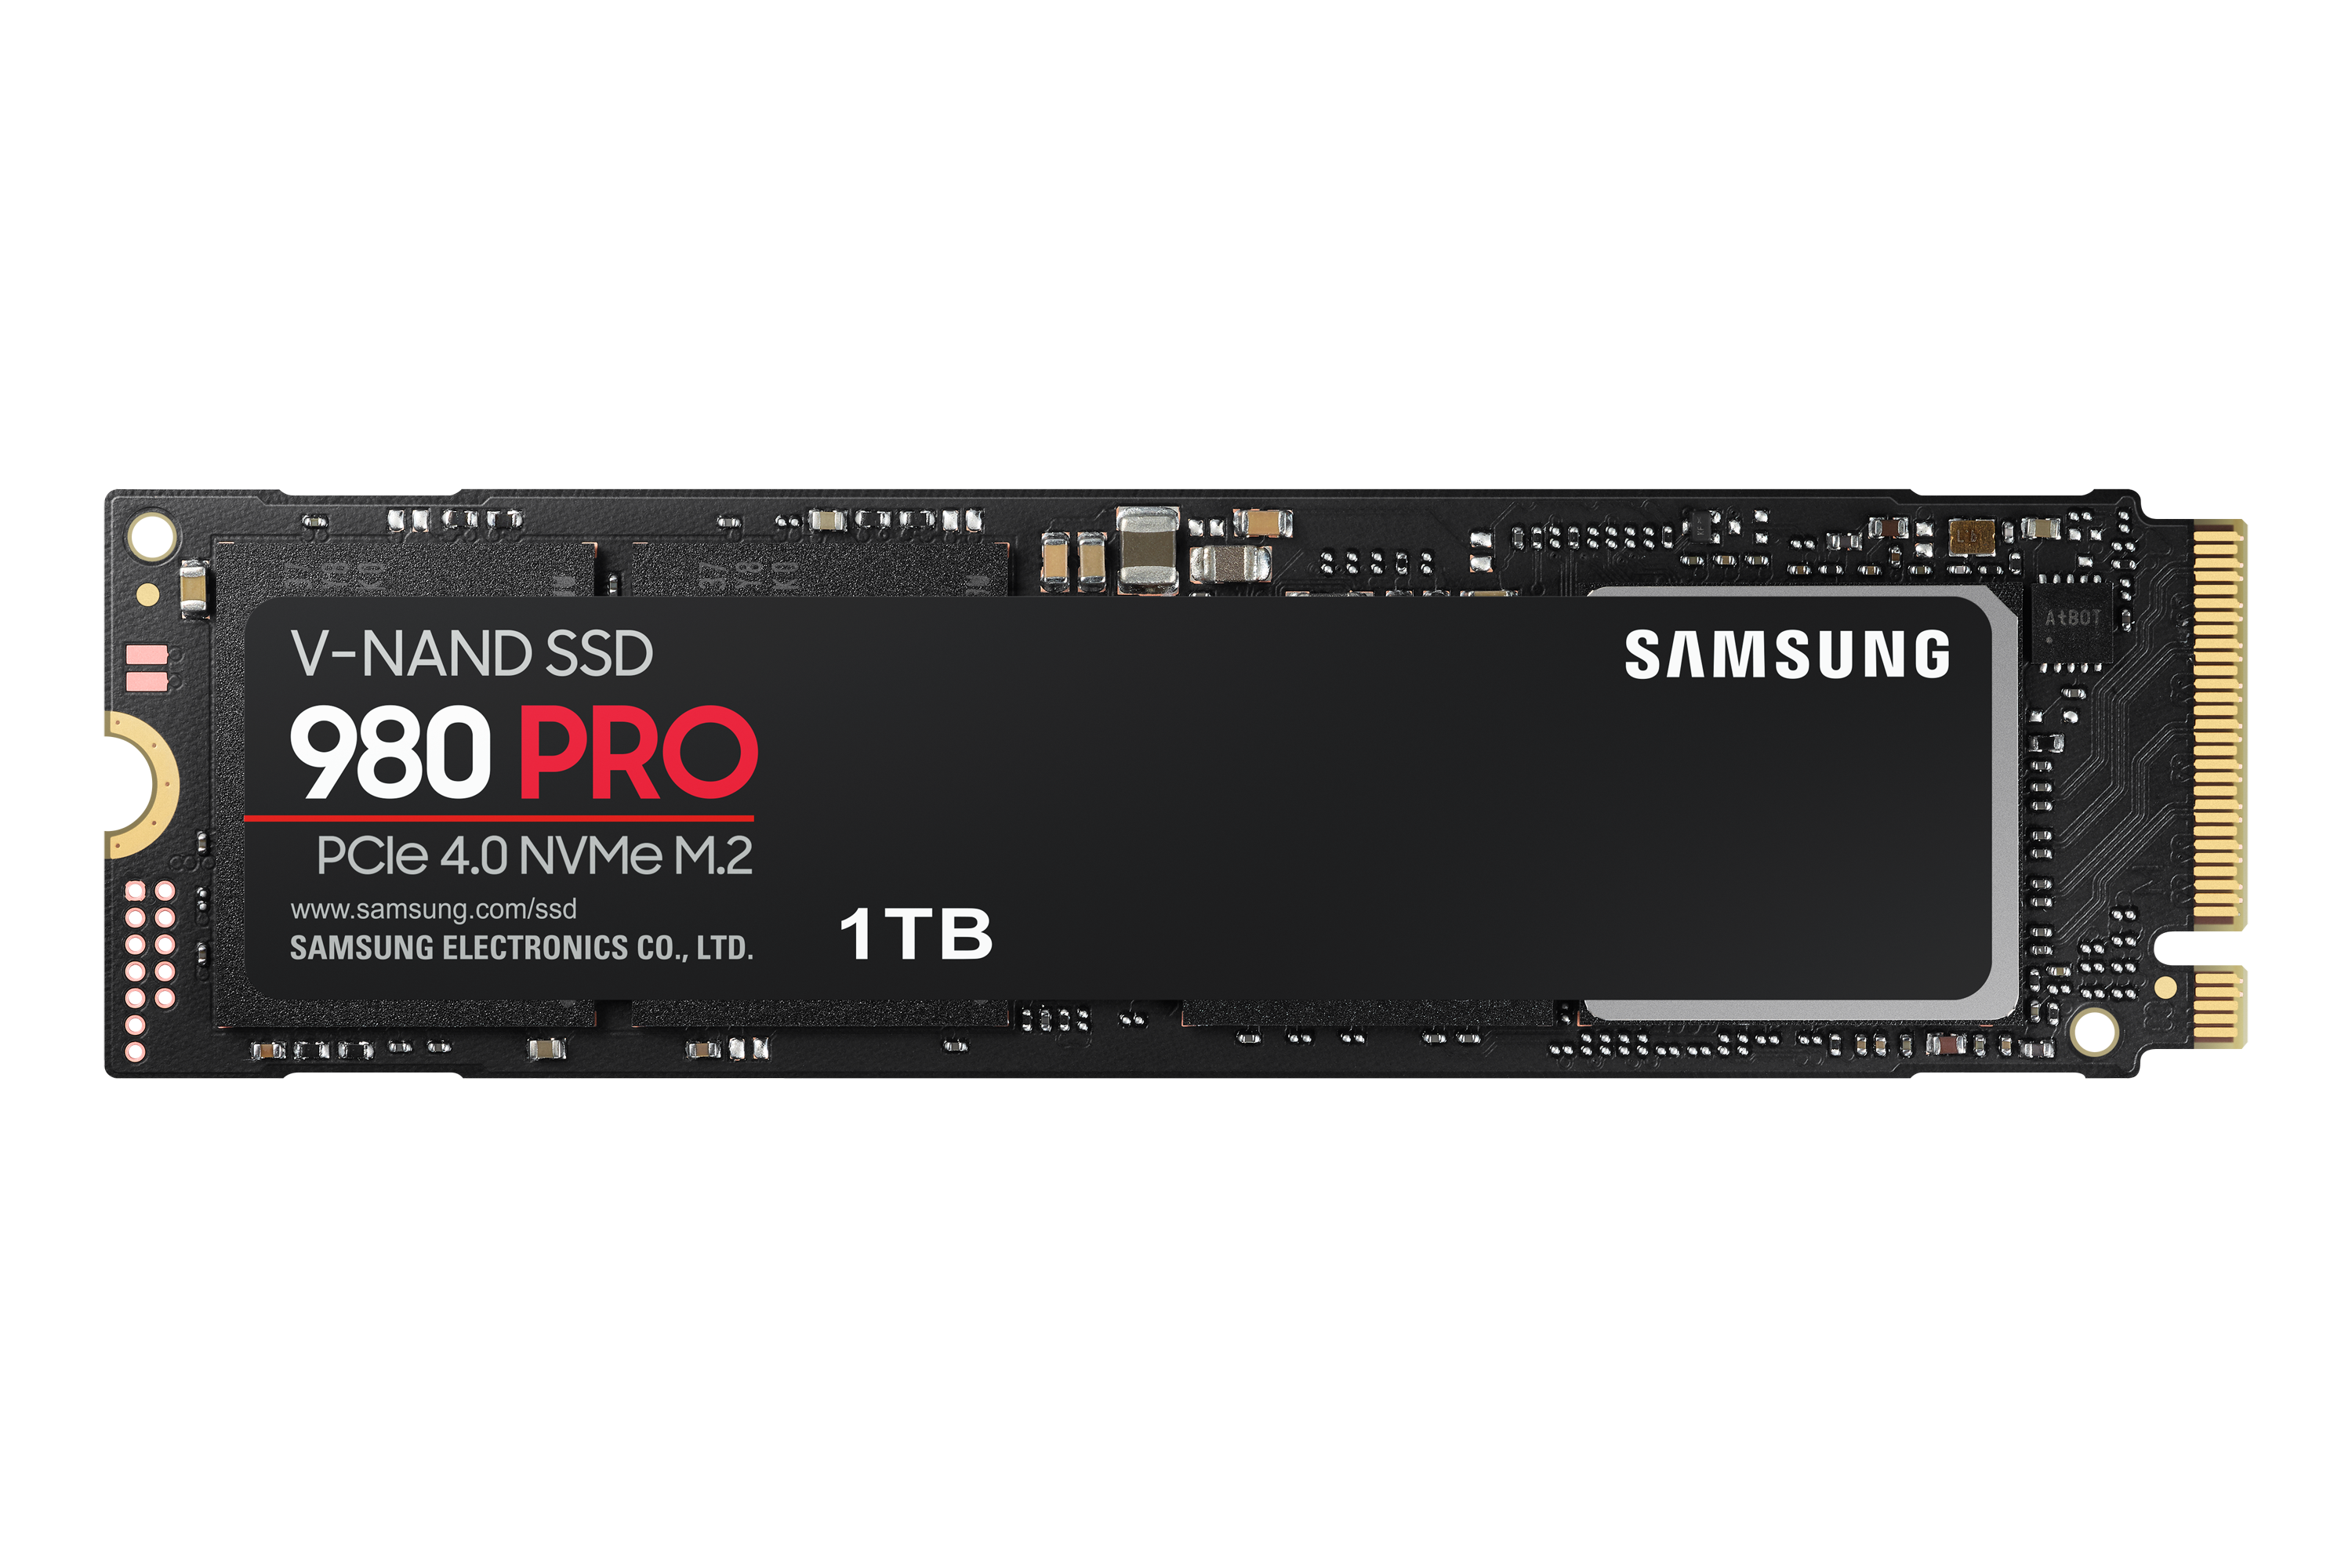 V-NAND SSD
SAMSUNG
980 PRO
PCIe 4.0 NVMe M.2
www.samsung.com/ssd
SAMSUNG ELECTRONICS CO., LTD.
1TB
AtBOT